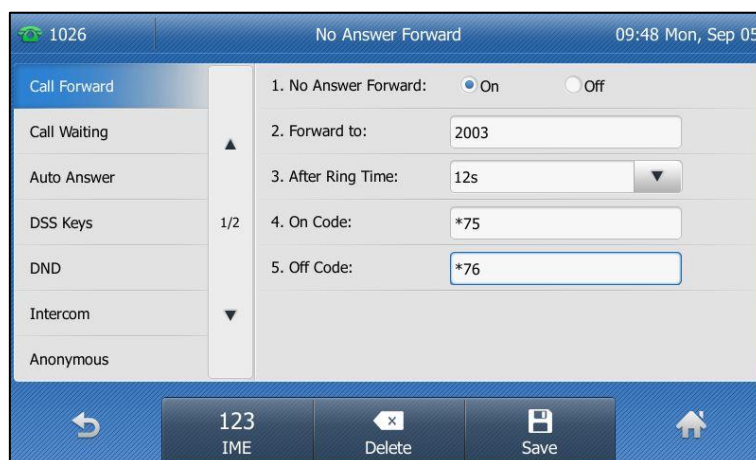 1026 No Answer Forward 09:48 Mon, Sep 05
Call Forward
Call Waiting
Auto Answer
DSS Keys
DND
Intercom
Anonymous
1/2
1. No Answer Forward: On Off
2. Forward to: 2003
3. After Ring Time: 12s
4. On Code: *75
5. Off Code: *76
123
IME
Delete
Save